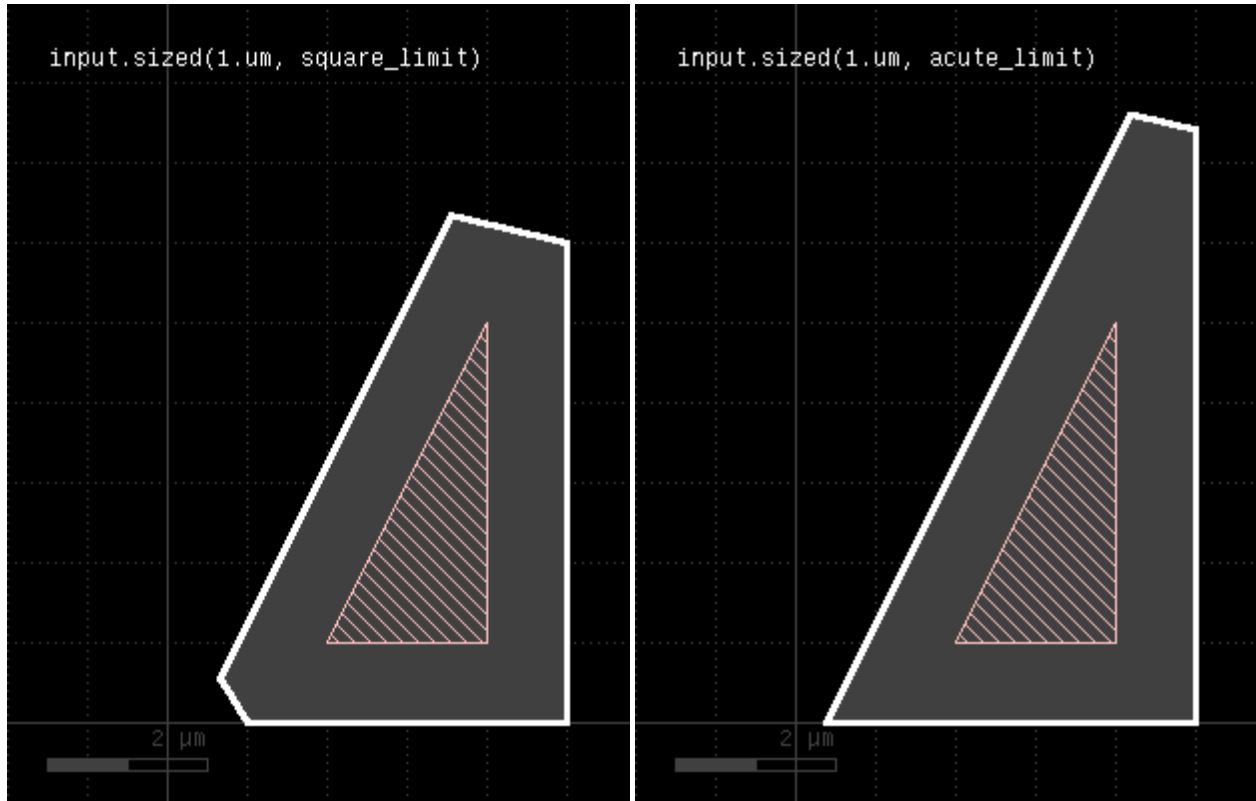 input.sized(1.um, square_limit)
input.sized(1.um, acute_limit)
2 µm
2 µm